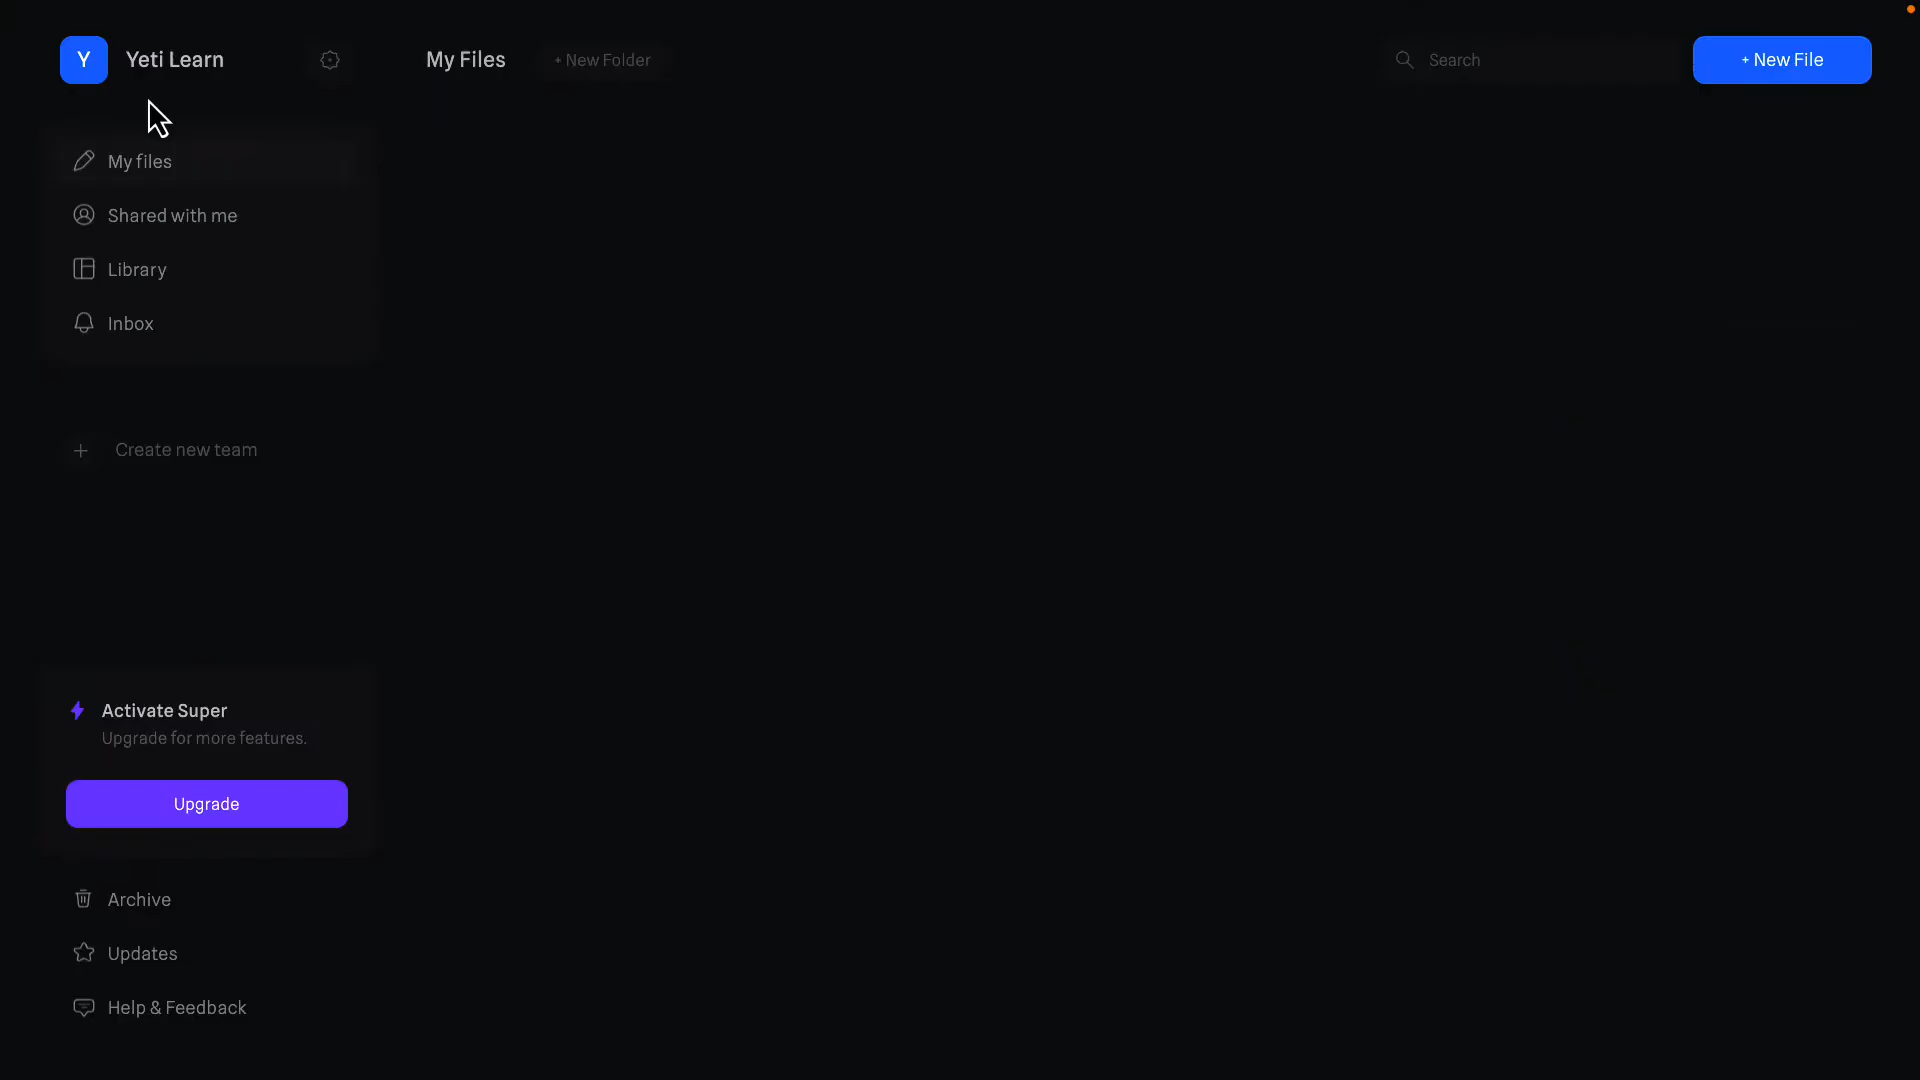 Y
Yeti Learn
My files
Shared with me
Library
Inbox
+ Create new team
Activate Super
Upgrade for more features.
Upgrade
Archive
Updates
Help & Feedback
My Files
+ New Folder
Search
+ New File